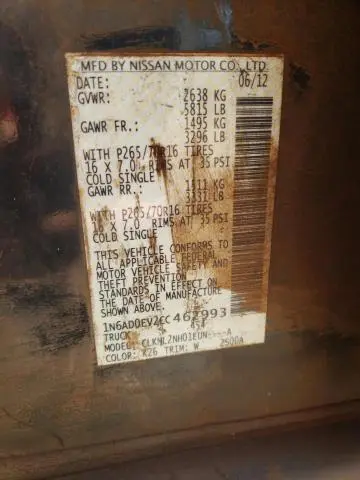 MFD BY NISSAN MOTOR CO., LTD.
DATE: 06/12
GVWR: 2638 KG
5815 LB
GAWR FR.: 1495 KG
3296 LB
WITH P265/70R16 TIRES
16 X 7.0 RIMS AT 35 PSI
COLD SINGLE
GAWR RR.: 1511 KG
3331 LB
WITH P265/70R16 TIRES
16 X 7.0 RIMS AT 35 PSI
COLD SINGLE
THIS VEHICLE CONFORMS TO
ALL APPLICABLE FEDERAL
MOTOR VEHICLE SAFETY AND
THEFT PREVENTION
STANDARDS IN EFFECT ON
THE DATE OF MANUFACTURE
SHOWN ABOVE.
1N6AD0EV2CC
TRUCK 454
MODEL: CLKNLZNH01EUN----A
COLOR: K26 TRIM: W 2500A